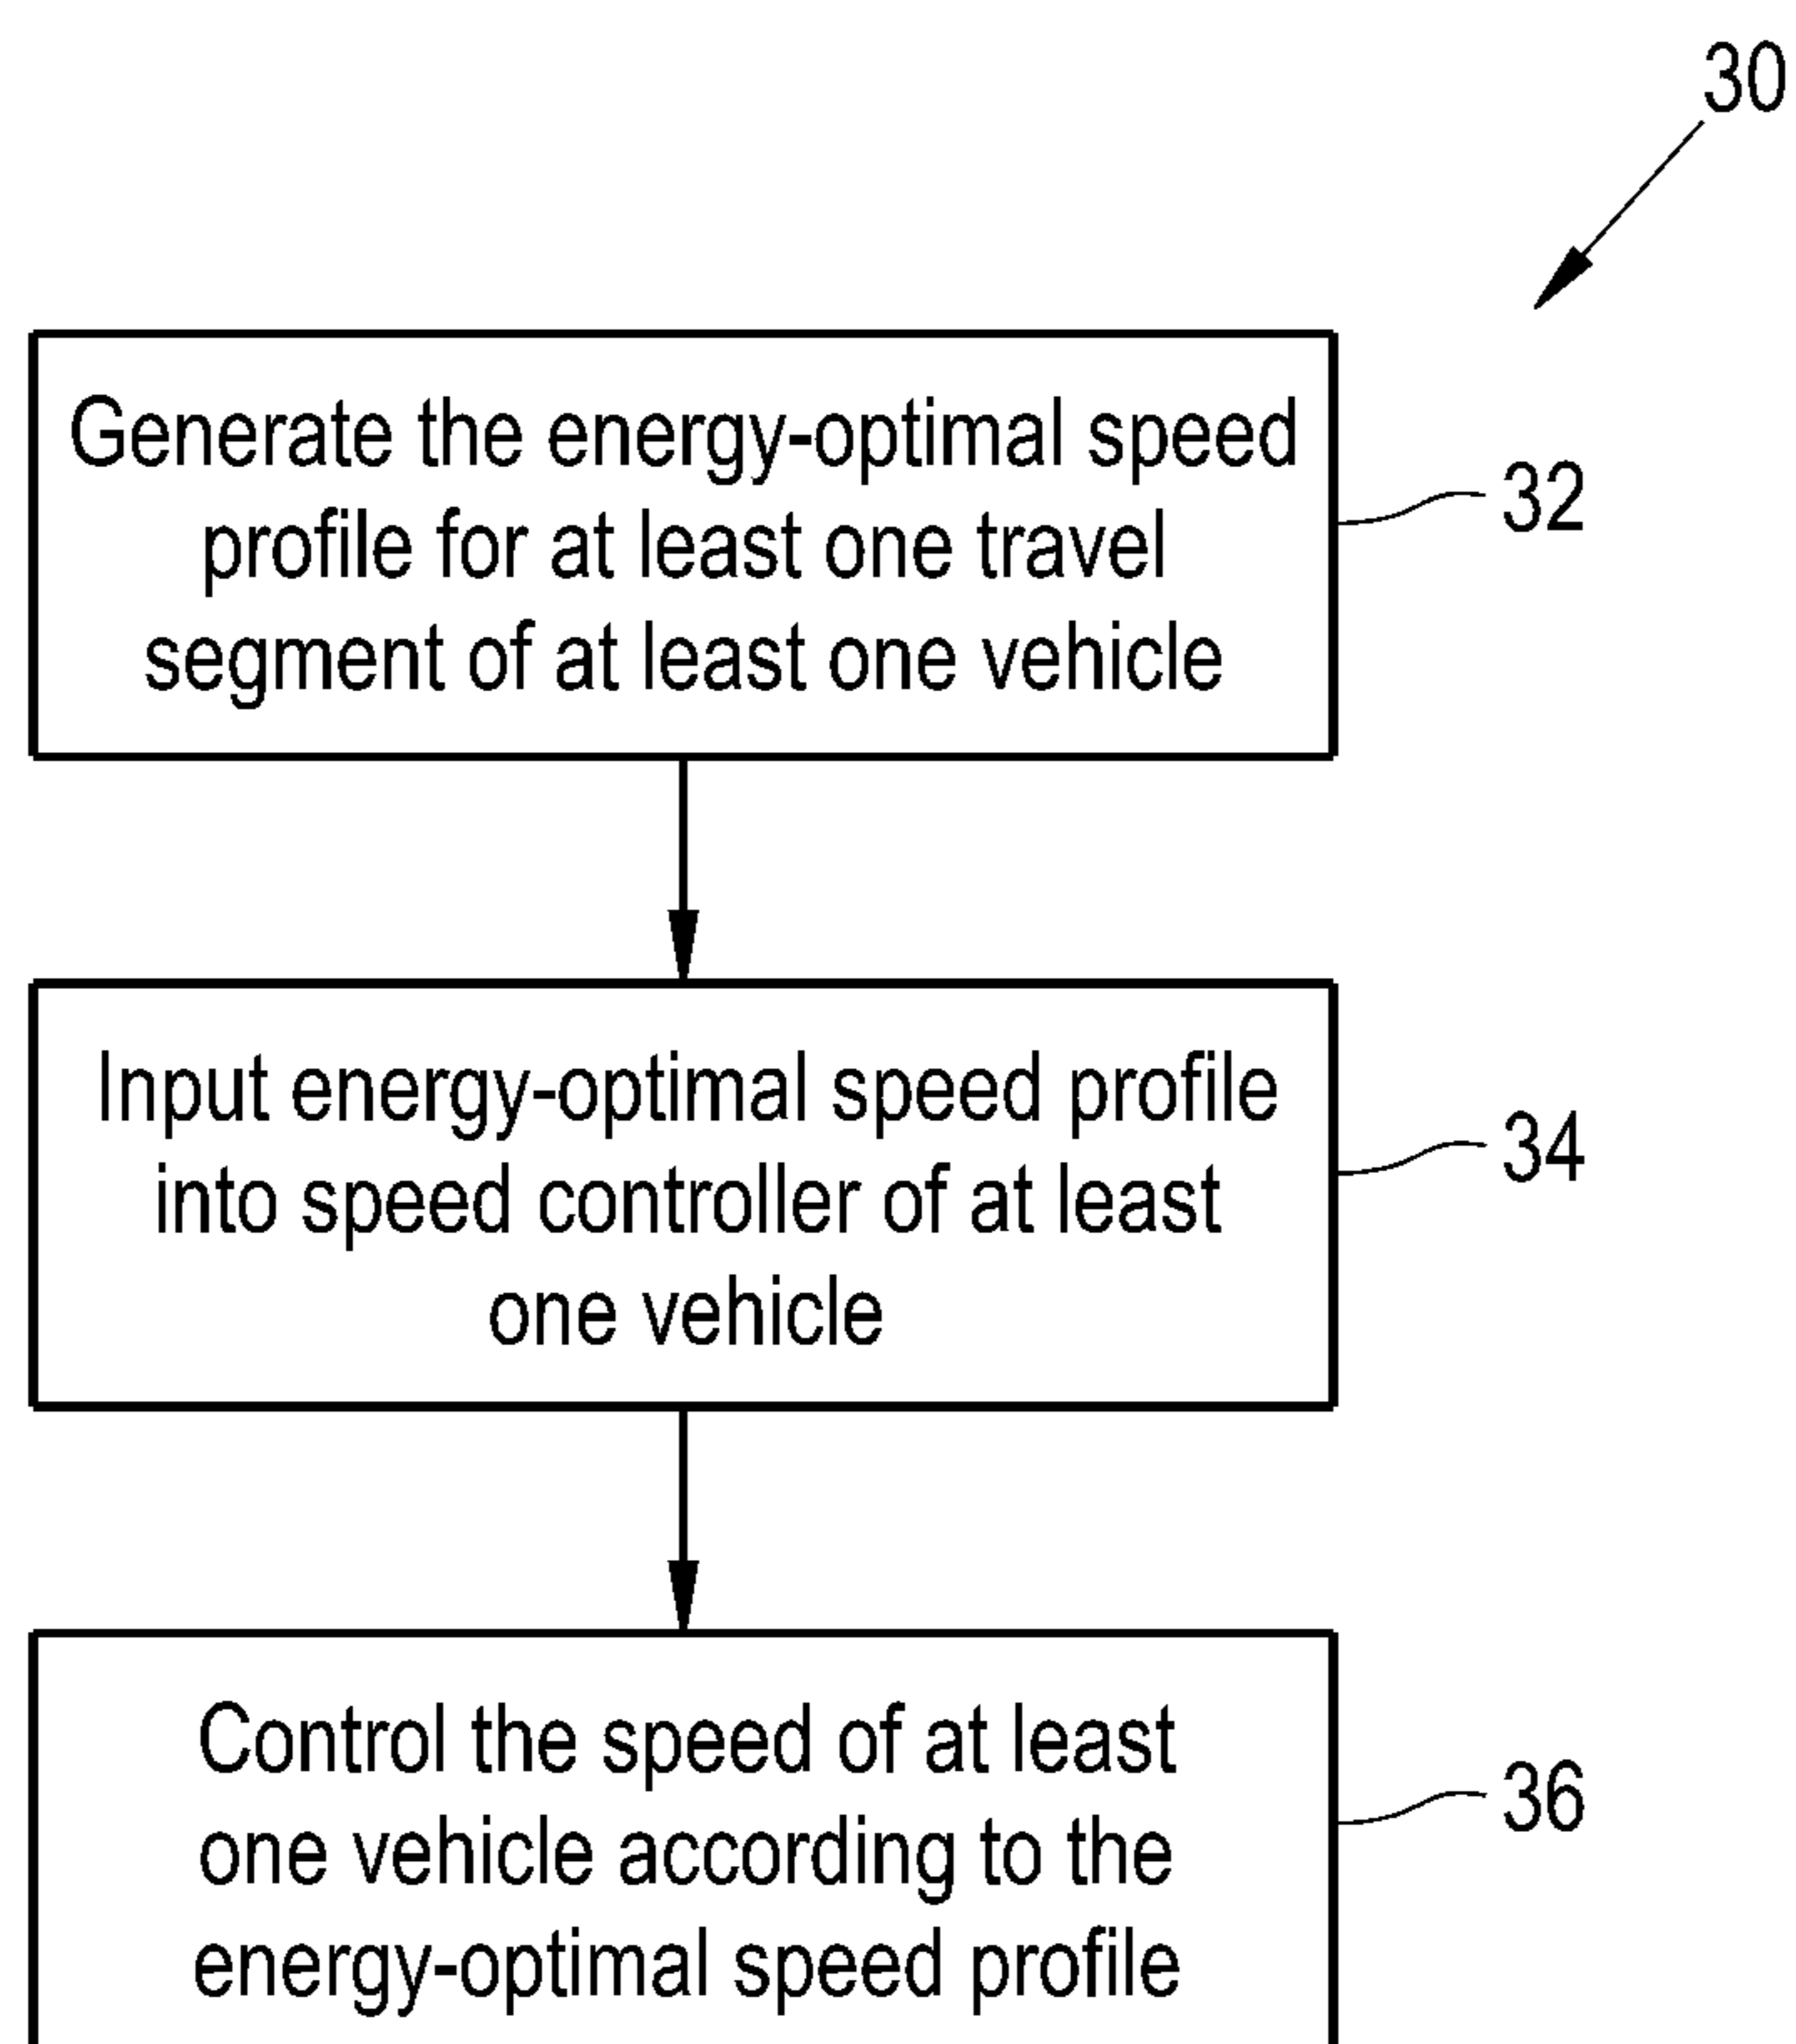 30
Generate the energy-optimal speed
profile for at least one travel
segment of at least one vehicle
32
Input energy-optimal speed profile
into speed controller of at least
one vehicle
34
Control the speed of at least
one vehicle according to the
energy-optimal speed profile
36